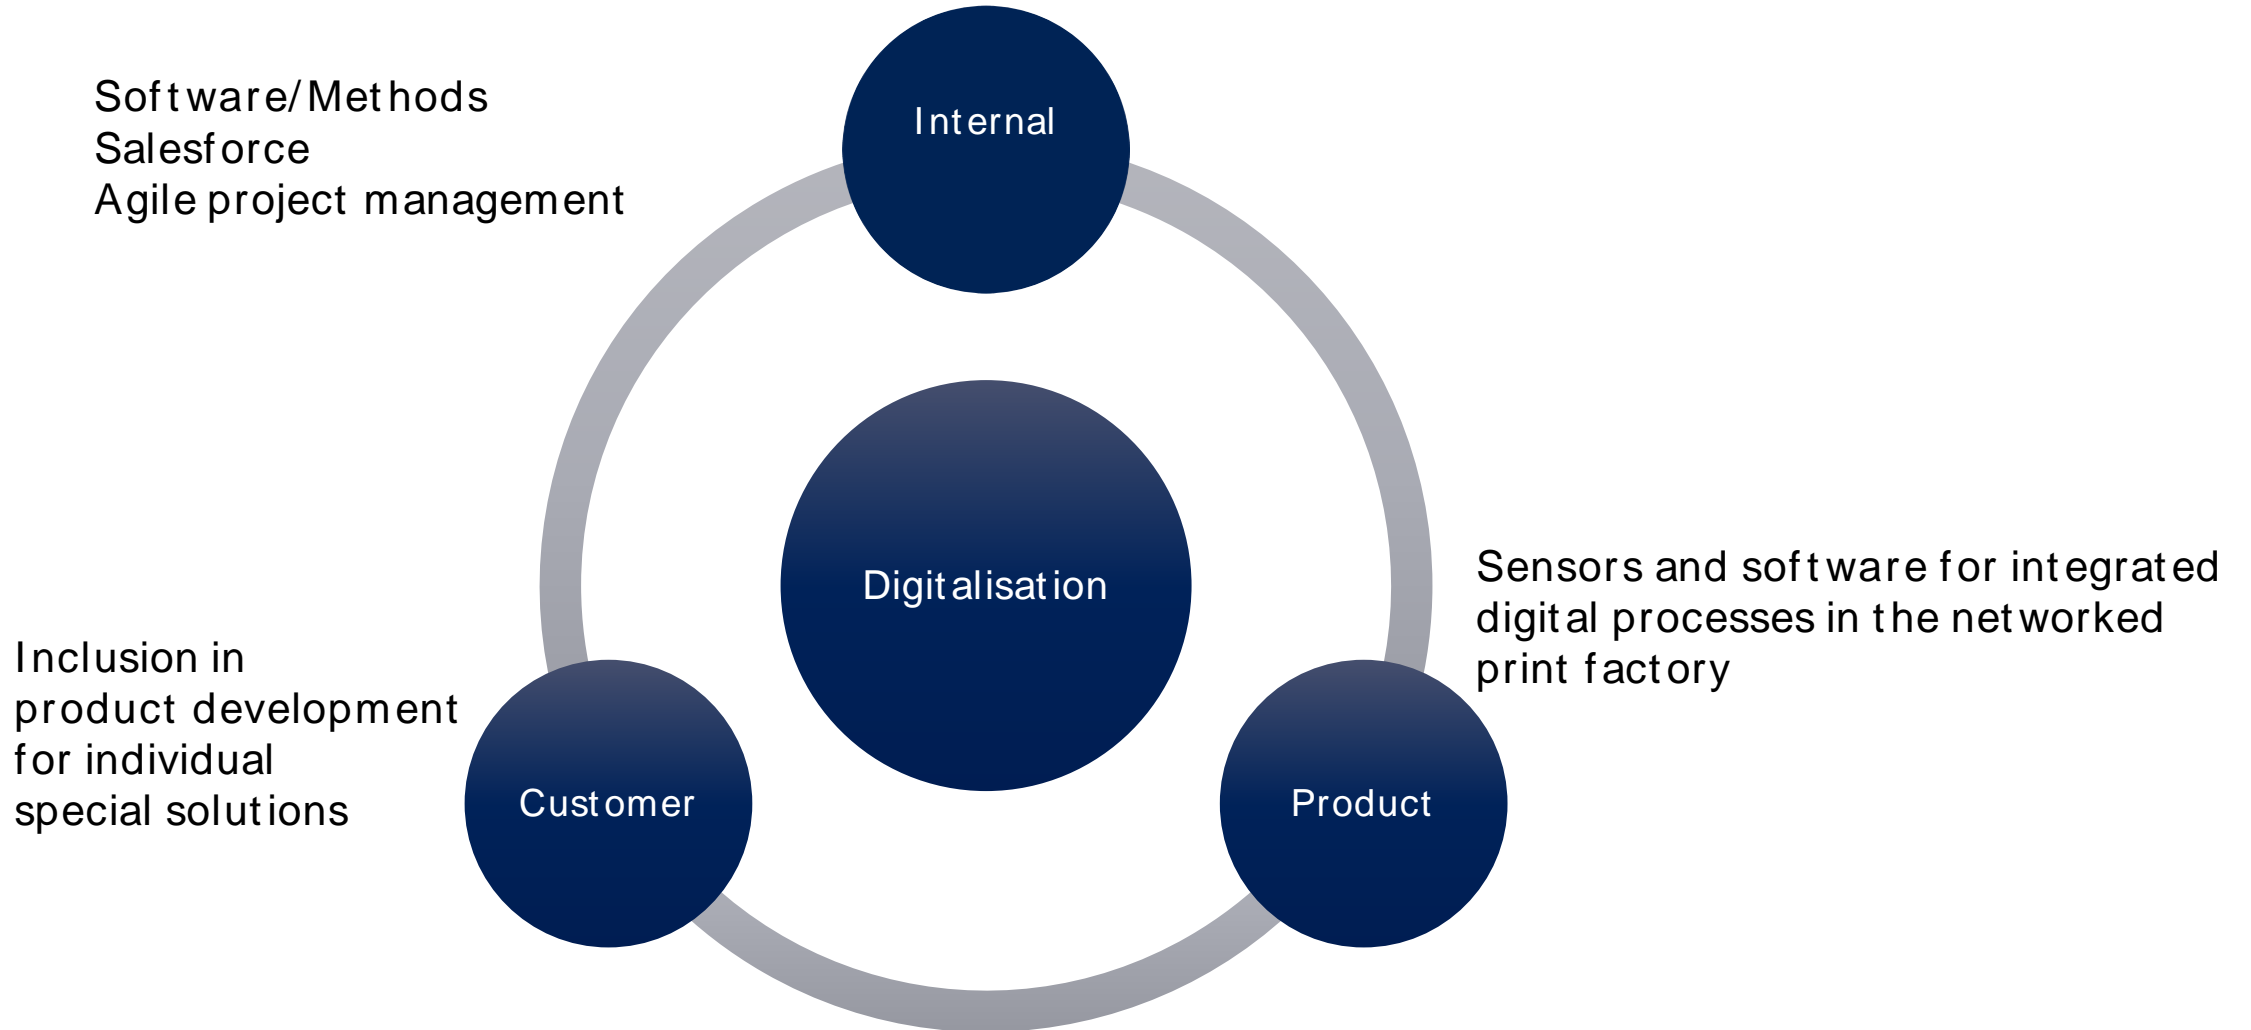 Software/Methods
Salesforce
Agile project management
Internal
Digitalisation
Sensors and software for integrated
digital processes in the networked
print factory
Inclusion in
product development
for individual
special solutions
Customer
Product